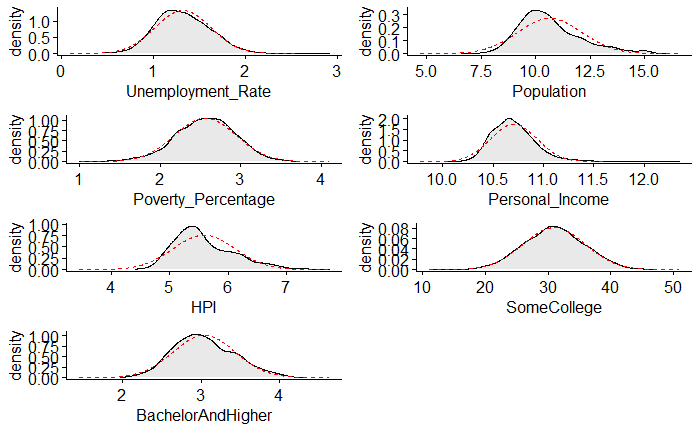 density
1.0
0.5
0.0
0 1 2 3
Unemployment_Rate
density
0.3
0.2
0.1
0.0
5.0 7.5 10.0 12.5 15.0
Population
density
1.00
0.75
0.50
0.25
0.00
1 2 3 4
Poverty_Percentage
density
2.0
1.5
1.0
0.5
0.0
10.0 10.5 11.0 11.5 12.0
Personal_Income
density
1.00
0.75
0.50
0.25
0.00
4 5 6 7
HPI
density
0.08
0.06
0.04
0.02
0.00
10 20 30 40 50
SomeCollege
density
1.00
0.75
0.50
0.25
0.00
2 3 4
BachelorAndHigher